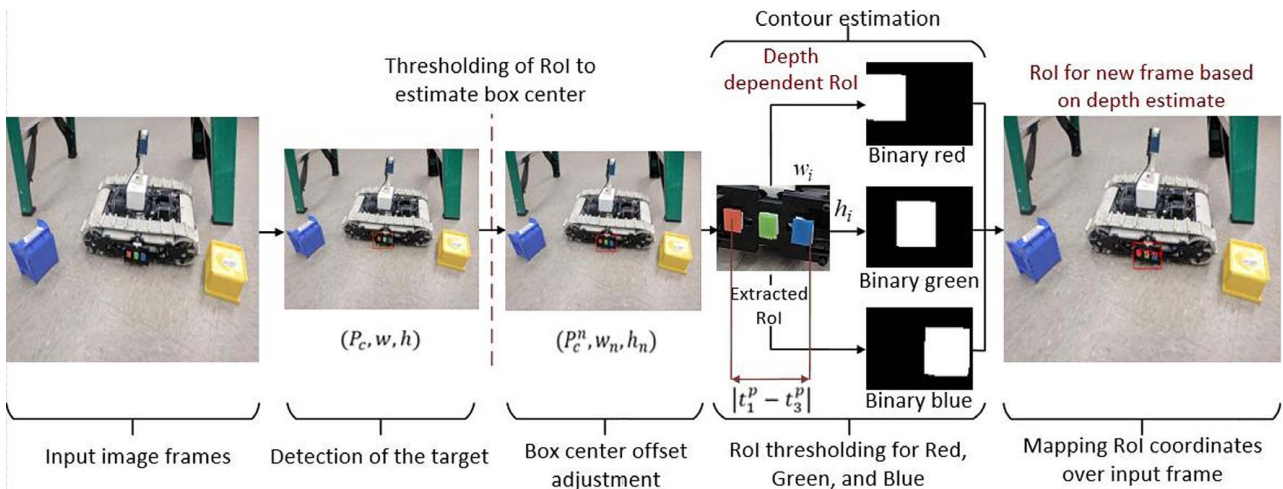 Contour estimation
Thresholding of RoI to
estimate box center
Depth
dependent RoI
RoI for new frame based
on depth estimate
Binary red
w_i
h_i
Binary green
Extracted
RoI
(P_c, w, h)
(P_c^n, w_n, h_n)
|t_1^p − t_3^p|
Binary blue
Input image frames
Detection of the target
Box center offset
adjustment
RoI thresholding for Red,
Green, and Blue
Mapping RoI coordinates
over input frame